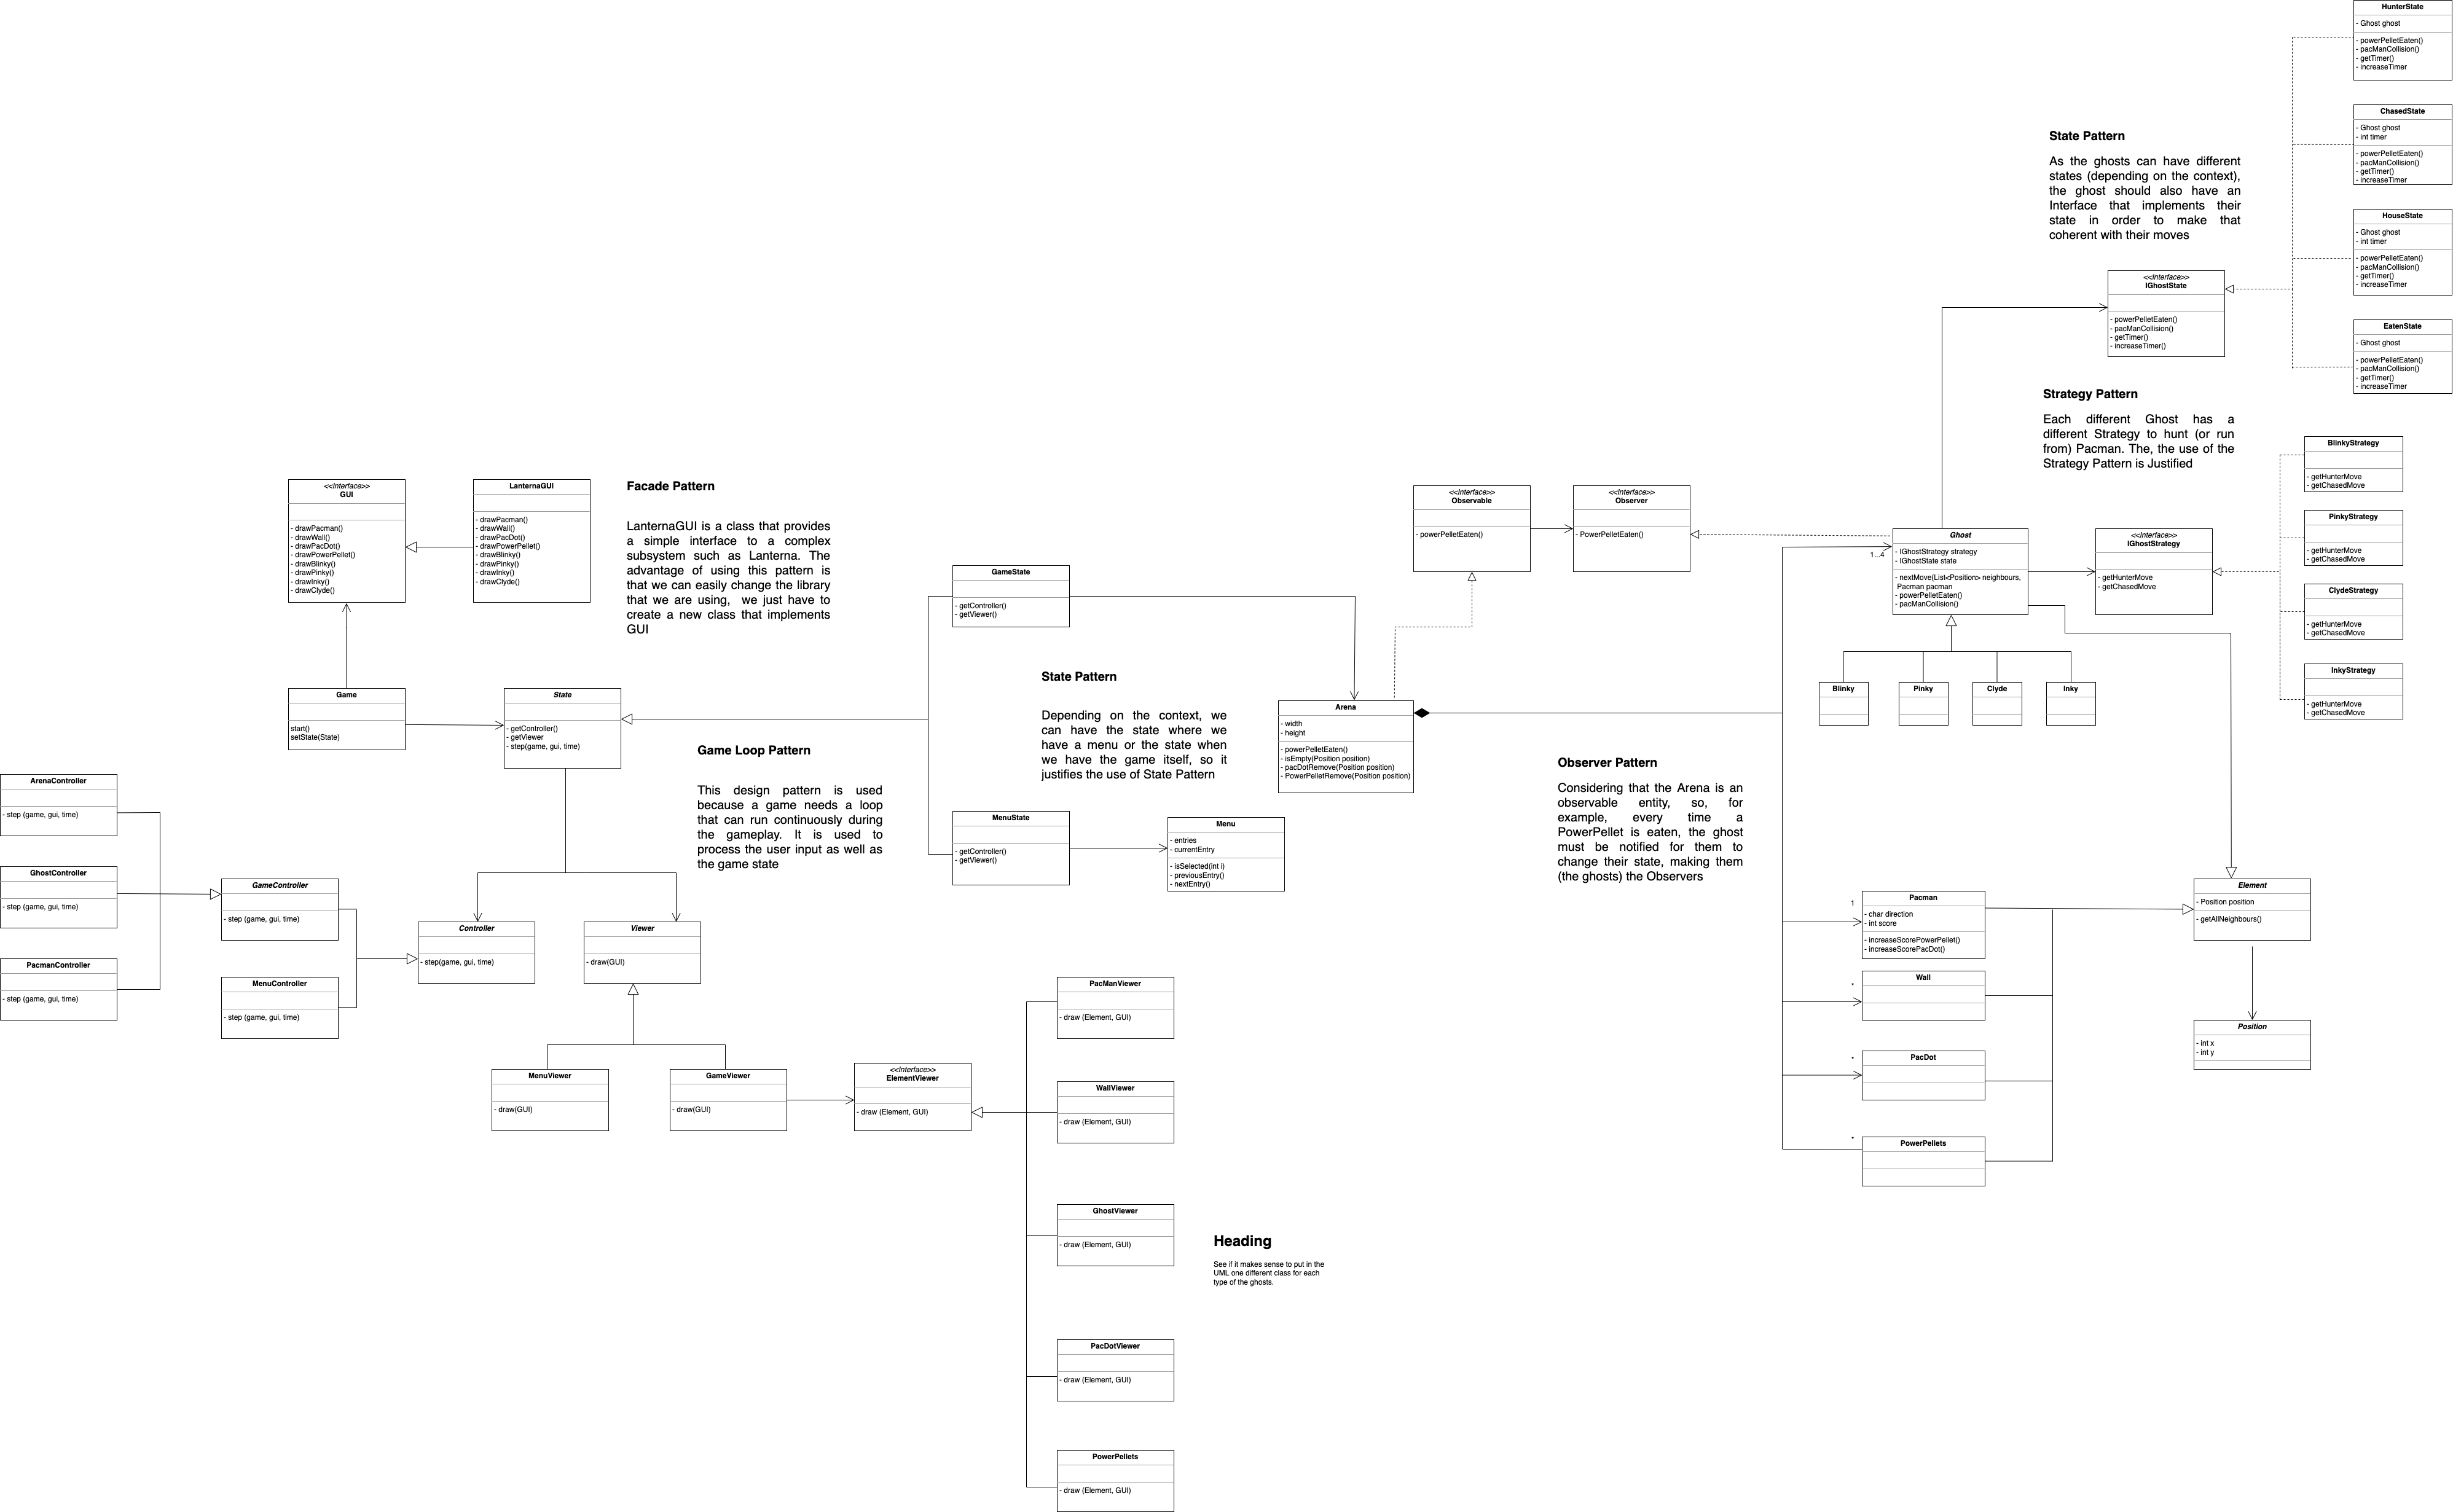 HunterState
- Ghost ghost
- powerPelletEaten()
- pacManCollision()
- getTimer()
- increaseTimer
ChasedState
- Ghost ghost
- int timer
- powerPelletEaten()
- pacManCollision()
- getTimer()
- increaseTimer
HouseState
- Ghost ghost
- int timer
- powerPelletEaten()
- pacManCollision()
- getTimer()
- increaseTimer
EatenState
- Ghost ghost
- powerPelletEaten()
- pacManCollision()
- getTimer()
- increaseTimer
State Pattern
As the ghosts can have different
states (depending on the context),
the ghost should also have an
Interface that implements their
state in order to make that
coherent with their moves
<<Interface>>
IGhostState
- powerPelletEaten()
- pacManCollision()
- getTimer()
- increaseTimer()
Strategy Pattern
Each different Ghost has a
different Strategy to hunt (or run
from) Pacman. The, the use of the
Strategy Pattern is Justified
BlinkyStrategy
- getHunterMove
- getChasedMove
PinkyStrategy
- getHunterMove
- getChasedMove
ClydeStrategy
- getHunterMove
- getChasedMove
InkyStrategy
- getHunterMove
- getChasedMove
<<Interface>>
GUI
- drawPacman()
- drawWall()
- drawPacDot()
- drawPowerPellet()
- drawBlinky()
- drawPinky()
- drawInky()
- drawClyde()
LanternaGUI
- drawPacman()
- drawWall()
- drawPacDot()
- drawPowerPellet()
- drawBlinky()
- drawPinky()
- drawInky()
- drawClyde()
Facade Pattern
LanternaGUI is a class that provides
a simple interface to a complex
subsystem such as Lanterna. The
advantage of using this pattern is
that we can easily change the library
that we are using, we just have to
create a new class that implements
GUI
<<Interface>>
Observable
- powerPelletEaten()
<<Interface>>
Observer
- PowerPelletEaten()
1...4
Ghost
- IGhostStrategy strategy
- IGhostState state
- nextMove(List<Position> neighbours,
Pacman pacman
- powerPelletEaten()
- pacManCollision()
<<Interface>>
IGhostStrategy
- getHunterMove
- getChasedMove
Blinky
Pinky
Clyde
Inky
GameState
- getController()
- getViewer()
State Pattern
Depending on the context, we
can have the state where we
have a menu or the state when
we have the game itself, so it
justifies the use of State Pattern
Game
start()
setState(State)
State
- getController()
- getViewer
- step(game, gui, time)
Game Loop Pattern
This design pattern is used
because a game needs a loop
that can run continuously during
the gameplay. It is used to
process the user input as well as
the game state
Arena
- width
- height
- powerPelletEaten()
- isEmpty(Position position)
- pacDotRemove(Position position)
- PowerPelletRemove(Position position)
Observer Pattern
Considering that the Arena is an
observable entity, so, for
example, every time a
PowerPellet is eaten, the ghost
must be notified for them to
change their state, making them
(the ghosts) the Observers
MenuState
- getController()
- getViewer()
Menu
- entries
- currentEntry
- isSelected(int i)
- previousEntry()
- nextEntry()
ArenaController
- step (game, gui, time)
GhostController
- step (game, gui, time)
PacmanController
- step (game, gui, time)
GameController
- step (game, gui, time)
MenuController
- step (game, gui, time)
Controller
- step(game, gui, time)
Viewer
- draw(GUI)
MenuViewer
- draw(GUI)
GameViewer
- draw(GUI)
<<Interface>>
ElementViewer
- draw (Element, GUI)
PacManViewer
- draw (Element, GUI)
WallViewer
- draw (Element, GUI)
GhostViewer
- draw (Element, GUI)
PacDotViewer
- draw (Element, GUI)
PowerPellets
- draw (Element, GUI)
Heading
See if it makes sense to put in the
UML one different class for each
type of the ghosts.
1
Pacman
- char direction
- int score
- increaseScorePowerPellet()
- increaseScorePacDot()
*
Wall
*
PacDot
*
PowerPellets
Element
- Position position
- getAllNeighbours()
Position
- int x
- int y